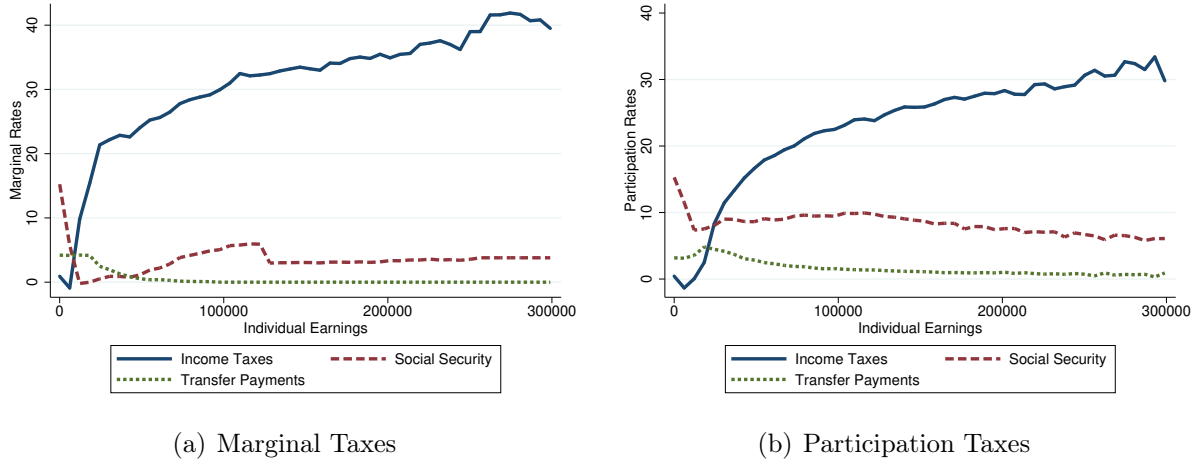 Marginal Rates
40
30
20
10
0
0 100000 200000 300000
Individual Earnings
Income Taxes Social Security
Transfer Payments
(a) Marginal Taxes
Participation Rates
40
30
20
10
0
0 100000 200000 300000
Individual Earnings
Income Taxes Social Security
Transfer Payments
(b) Participation Taxes